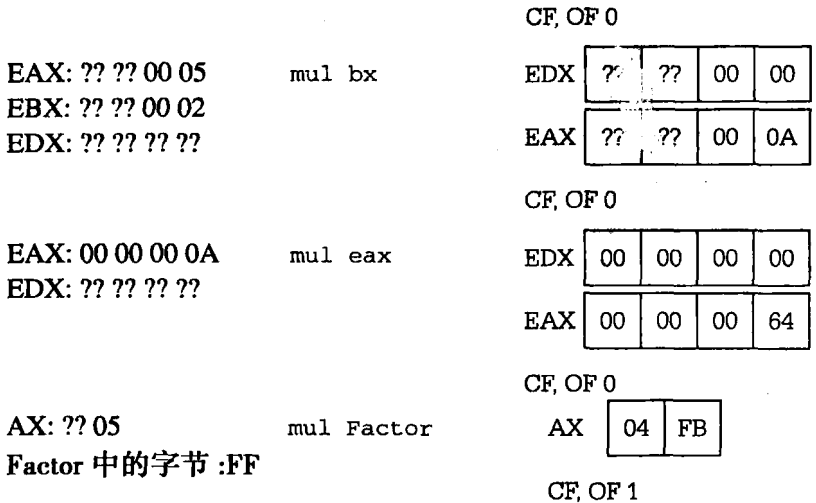 CF, OF 0
EAX: ?? ?? 00 05 mul bx EDX ?? ?? 00 00
EBX: ?? ?? 00 02
EDX: ?? ?? ?? ?? EAX ?? ?? 00 0A
CF, OF 0
EAX: 00 00 00 0A mul eax EDX 00 00 00 00
EDX: ?? ?? ?? ??
EAX 00 00 00 64
CF, OF 0
AX: ?? 05 mul Factor AX 04 FB
Factor 中的字节 :FF
CF, OF 1